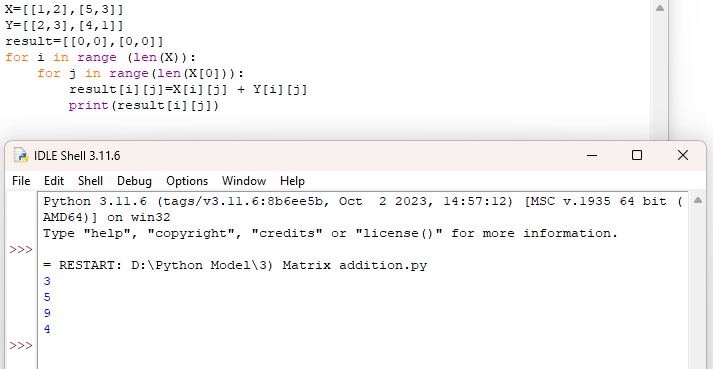 X=[[1,2],[5,3]]
Y=[[2,3],[4,1]]
result=[[0,0],[0,0]]
for i in range (len(X)):
    for j in range(len(X[0])):
        result[i][j]=X[i][j] + Y[i][j]
        print(result[i][j])
IDLE Shell 3.11.6
File Edit Shell Debug Options Window Help
Python 3.11.6 (tags/v3.11.6:8b6ee5b, Oct  2 2023, 14:57:12) [MSC v.1935 64 bit (
AMD64)] on win32
Type "help", "copyright", "credits" or "license()" for more information.
>>>
= RESTART: D:\Python Model\3) Matrix addition.py
3
5
9
4
>>>